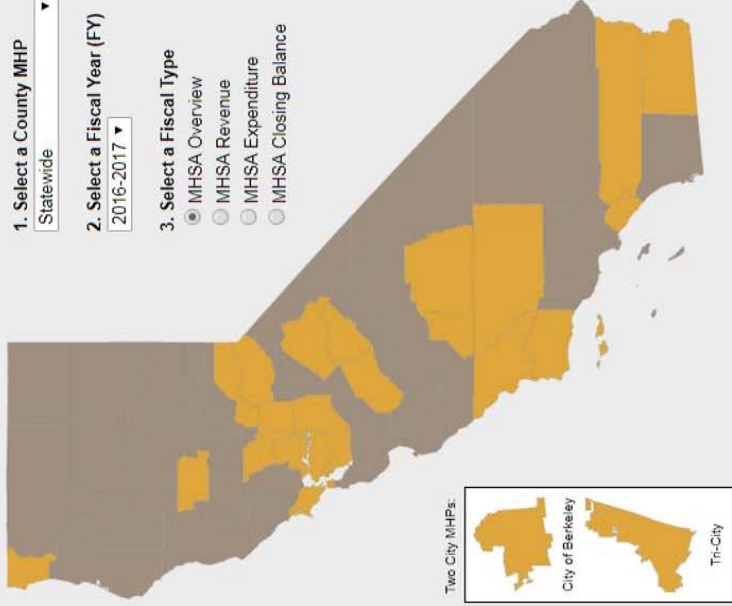 1. Select a County MHP
Statewide
2. Select a Fiscal Year (FY)
2016-2017
3. Select a Fiscal Type
MHSA Overview
MHSA Revenue
MHSA Expenditure
MHSA Closing Balance
Two City MHPs:
City of Berkeley
Tri-City